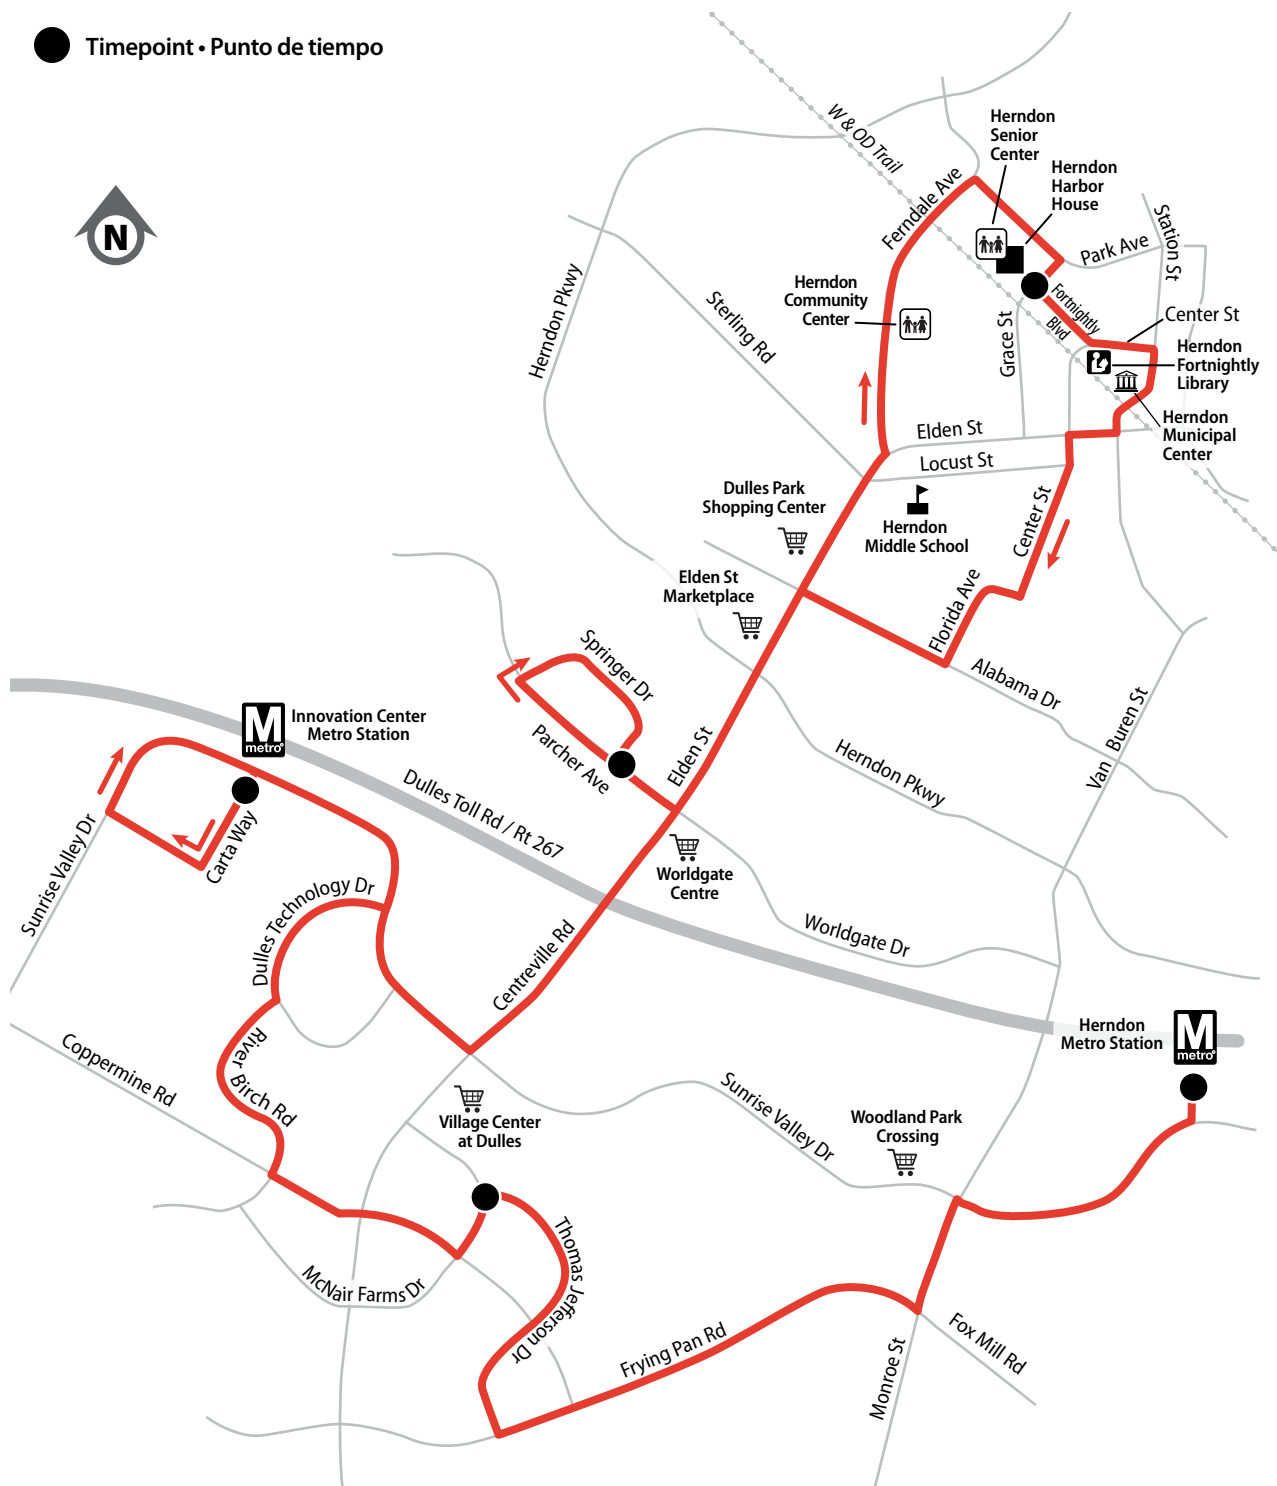 Timepoint • Punto de tiempo
N
W & OD Trail
Herndon
Senior
Center
Herndon
Harbor
House
Ferndale Ave
Station St
Park Ave
Herndon
Community
Center
Herndon Pkwy
Sterling Rd
Fortnightly
Blvd
Grace St
Center St
Herndon
Fortnightly
Library
Herndon
Municipal
Center
Elden St
Locust St
Dulles Park
Shopping Center
Herndon
Middle School
Center St
Elden St
Marketplace
Florida Ave
Springer Dr
Alabama Dr
Parcher Ave
Elden St
Van Buren St
M
metro
Innovation Center
Metro Station
Herndon Pkwy
Dulles Toll Rd / Rt 267
Sunrise Valley Dr
Carta Way
Worldgate
Centre
Dulles Technology Dr
Worldgate Dr
Centreville Rd
Herndon
Metro Station
M
metro
Coppermine Rd
River Birch Rd
Village Center
at Dulles
Sunrise Valley Dr
Woodland Park
Crossing
Thomas Jefferson Dr
McNair Farms Dr
Frying Pan Rd
Fox Mill Rd
Monroe St